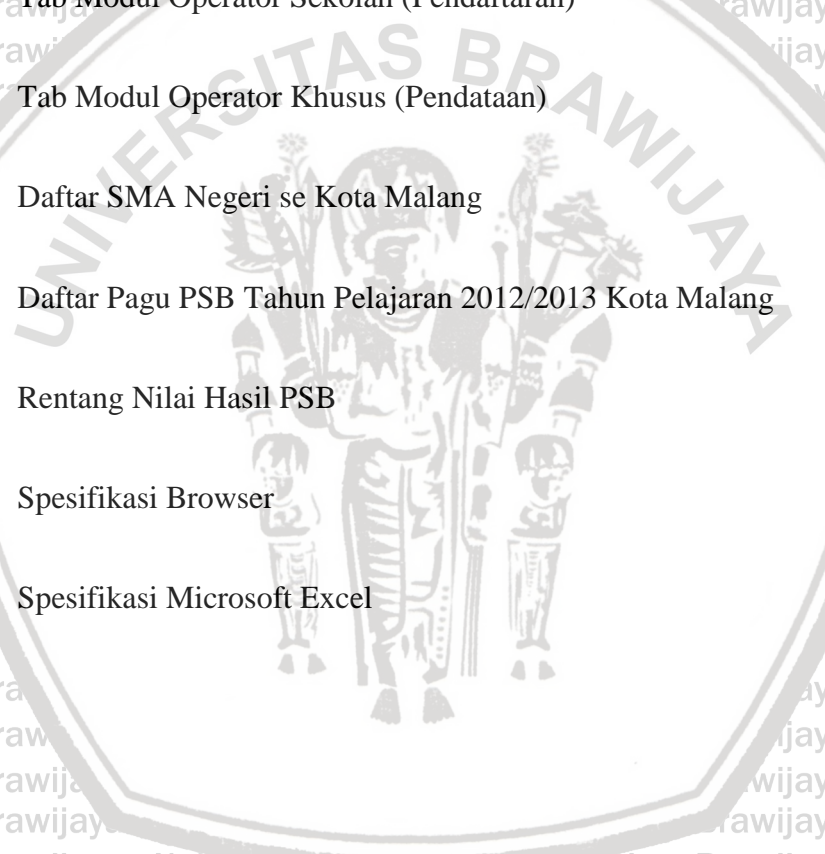 Tab Modul Operator Sekolah (Pendaftaran)
UNIVERSITAS BRAWIJAYA
Tab Modul Operator Khusus (Pendataan)
Daftar SMA Negeri se Kota Malang
Daftar Pagu PSB Tahun Pelajaran 2012/2013 Kota Malang
Rentang Nilai Hasil PSB
Spesifikasi Browser
Spesifikasi Microsoft Excel